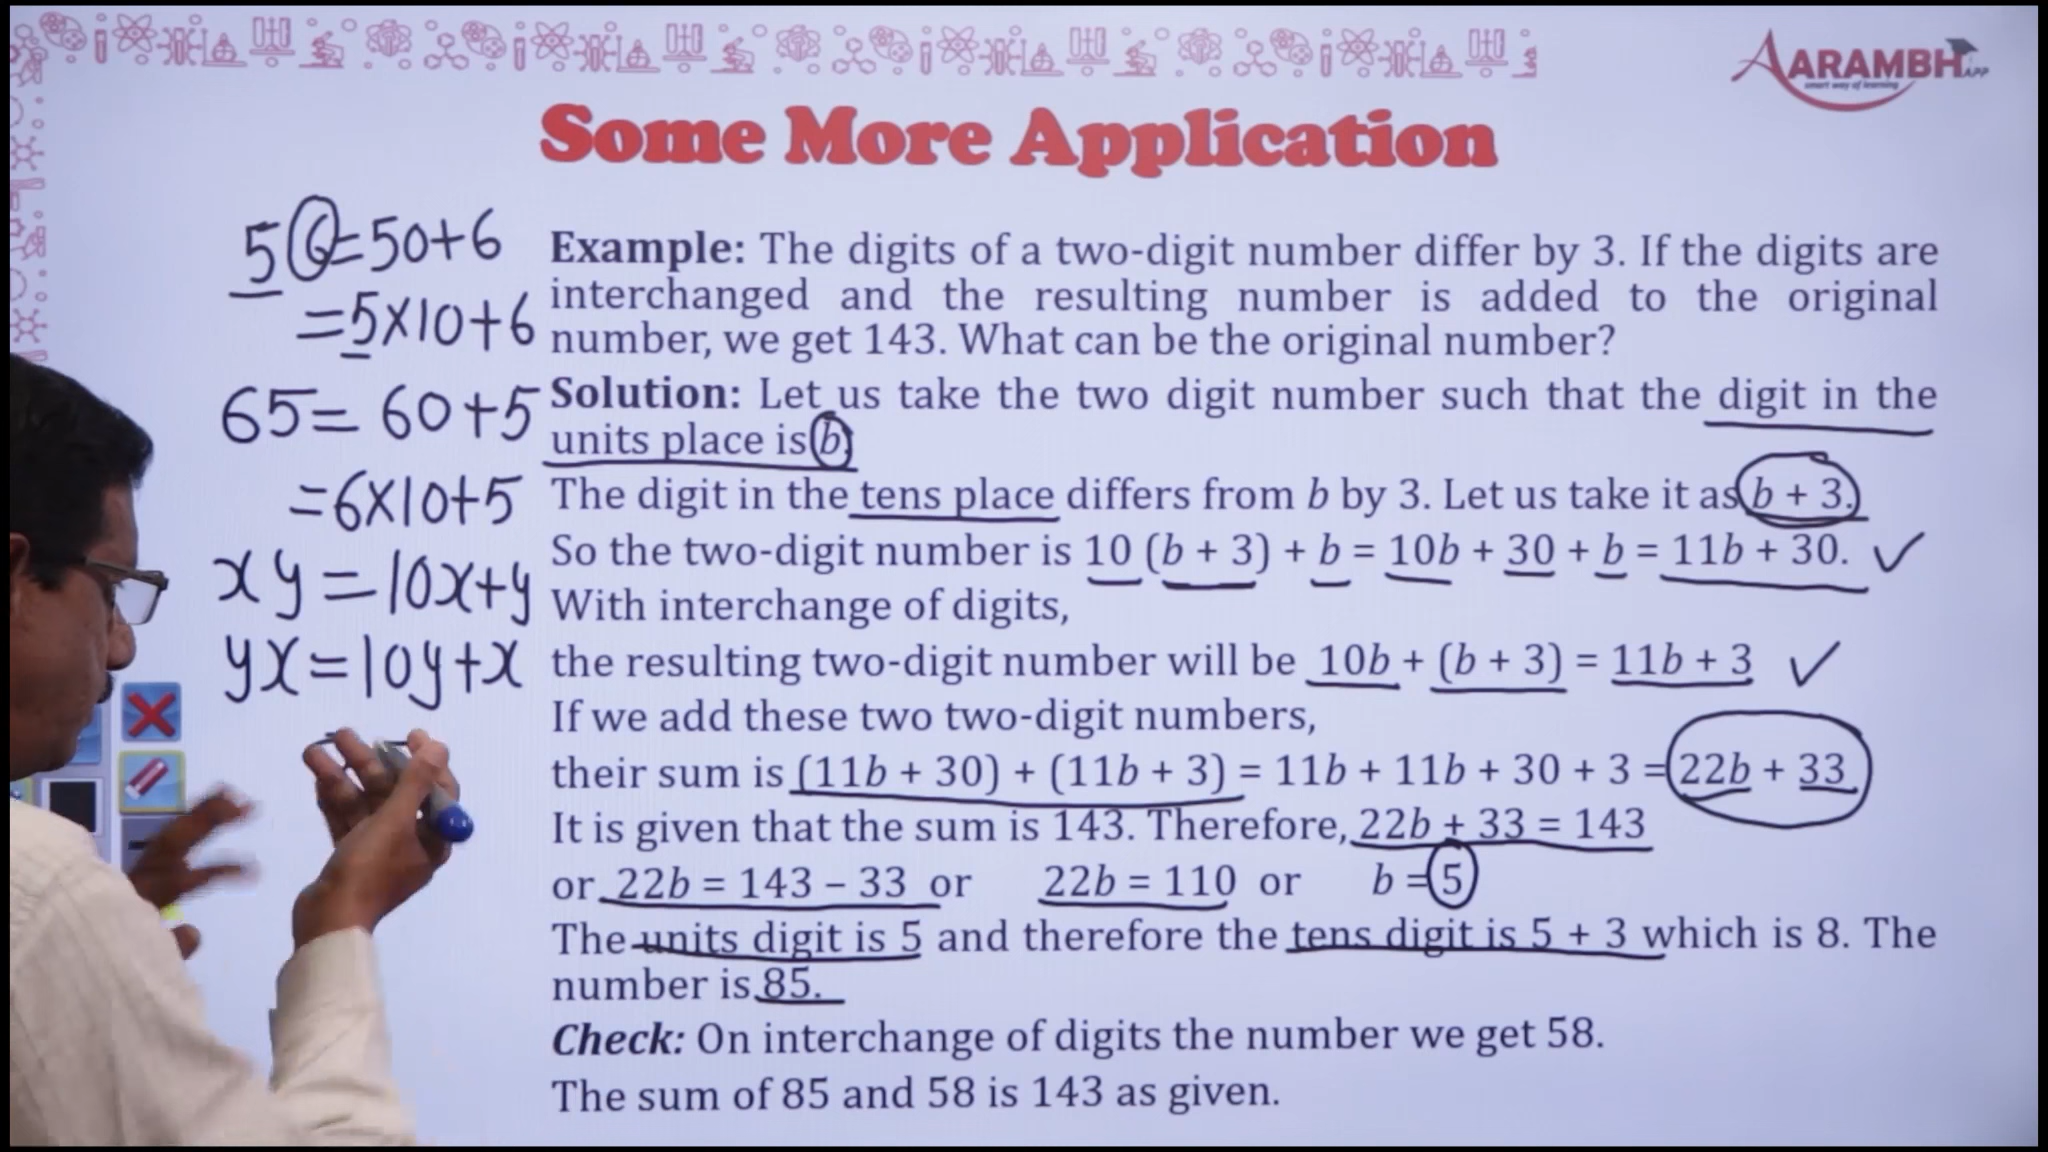 AARAMBH APP
smart way of learning
Some More Application
56=50+6
=5×10+6
65=60+5
=6×10+5
xy=10x+y
yx=10y+x
Example: The digits of a two-digit number differ by 3. If the digits are
interchanged and the resulting number is added to the original
number, we get 143. What can be the original number?
Solution: Let us take the two digit number such that the digit in the
units place is b.
The digit in the tens place differs from b by 3. Let us take it as b + 3.
So the two-digit number is 10 (b + 3) + b = 10b + 30 + b = 11b + 30. ✓
With interchange of digits,
the resulting two-digit number will be 10b + (b + 3) = 11b + 3 ✓
If we add these two two-digit numbers,
their sum is (11b + 30) + (11b + 3) = 11b + 11b + 30 + 3 = 22b + 33
It is given that the sum is 143. Therefore, 22b + 33 = 143
or 22b = 143 – 33 or 22b = 110 or b = 5
The units digit is 5 and therefore the tens digit is 5 + 3 which is 8. The
number is 85.
Check: On interchange of digits the number we get 58.
The sum of 85 and 58 is 143 as given.